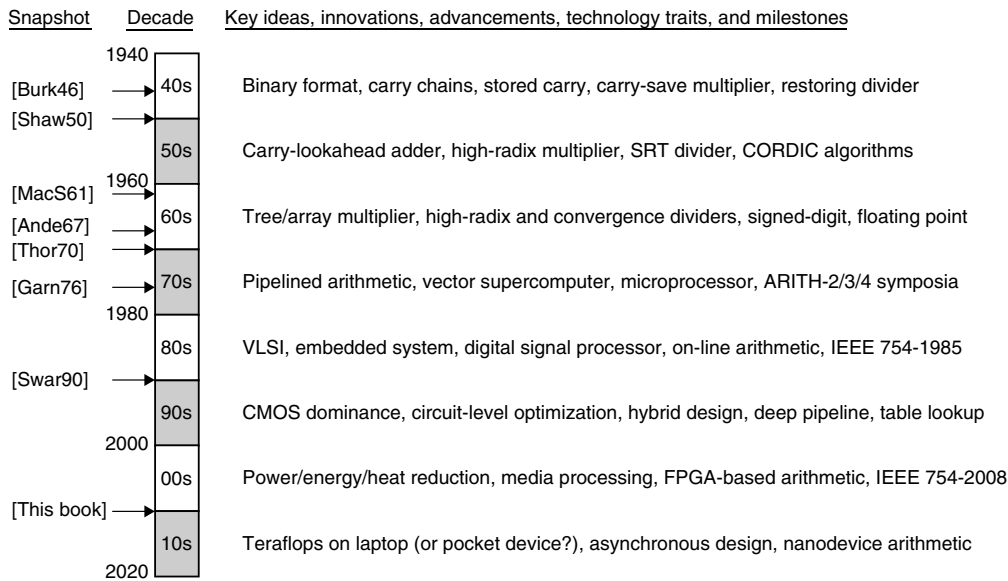 Snapshot Decade Key ideas, innovations, advancements, technology traits, and milestones
1940
[Burk46] 40s Binary format, carry chains, stored carry, carry-save multiplier, restoring divider
[Shaw50]
50s Carry-lookahead adder, high-radix multiplier, SRT divider, CORDIC algorithms
1960
[MacS61]
60s Tree/array multiplier, high-radix and convergence dividers, signed-digit, floating point
[Ande67]
[Thor70]
[Garn76] 70s Pipelined arithmetic, vector supercomputer, microprocessor, ARITH-2/3/4 symposia
1980
80s VLSI, embedded system, digital signal processor, on-line arithmetic, IEEE 754-1985
[Swar90]
90s CMOS dominance, circuit-level optimization, hybrid design, deep pipeline, table lookup
2000
00s Power/energy/heat reduction, media processing, FPGA-based arithmetic, IEEE 754-2008
[This book]
10s Teraflops on laptop (or pocket device?), asynchronous design, nanodevice arithmetic
2020